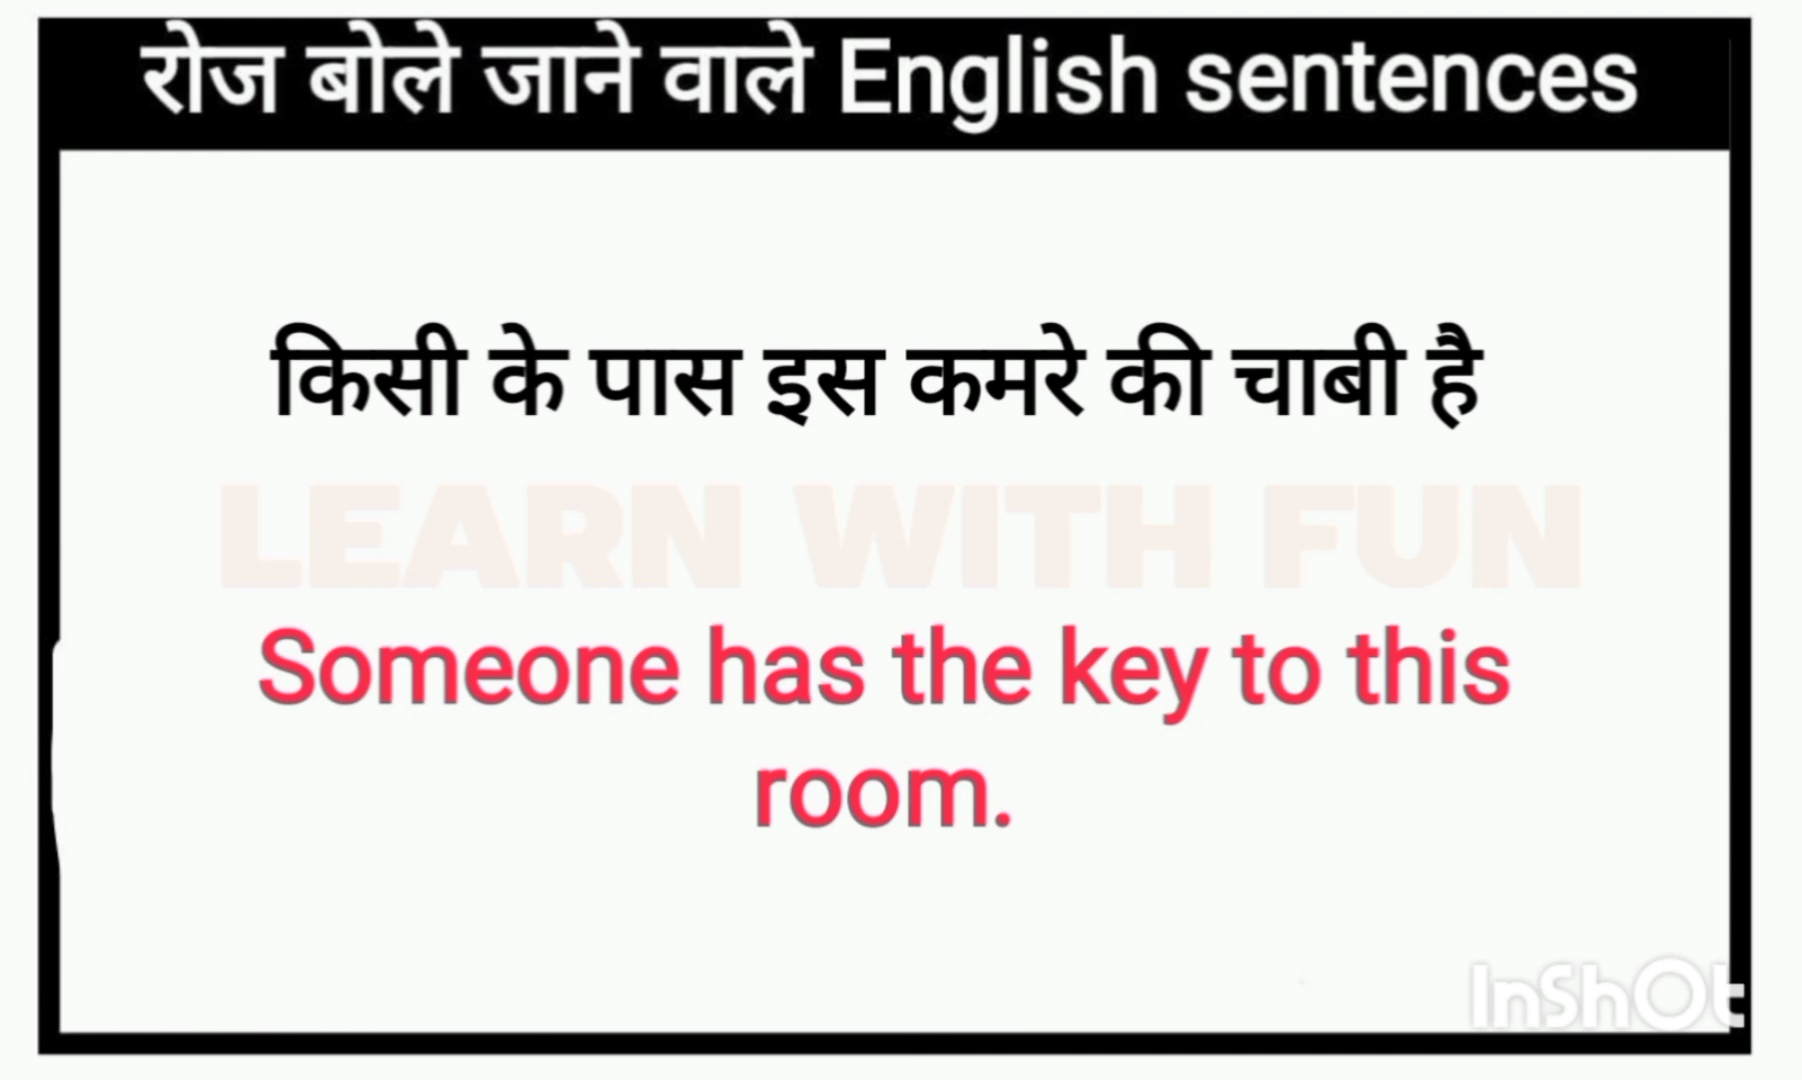 रोज बोले जाने वाले English sentences
किसी के पास इस कमरे की चाबी है
LEARN WITH FUN
Someone has the key to this
room.
InShOt